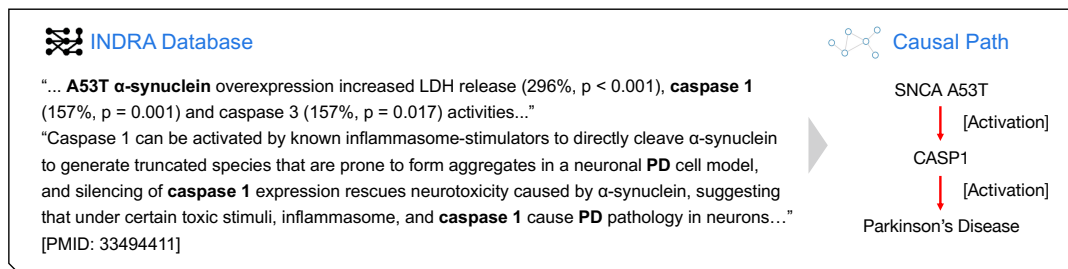 INDRA Database
Causal Path
“... A53T α-synuclein overexpression increased LDH release (296%, p < 0.001), caspase 1
(157%, p = 0.001) and caspase 3 (157%, p = 0.017) activities...”
“Caspase 1 can be activated by known inflammasome-stimulators to directly cleave α-synuclein
to generate truncated species that are prone to form aggregates in a neuronal PD cell model,
and silencing of caspase 1 expression rescues neurotoxicity caused by α-synuclein, suggesting
that under certain toxic stimuli, inflammasome, and caspase 1 cause PD pathology in neurons…”
[PMID: 33494411]
SNCA A53T
[Activation]
CASP1
[Activation]
Parkinson’s Disease